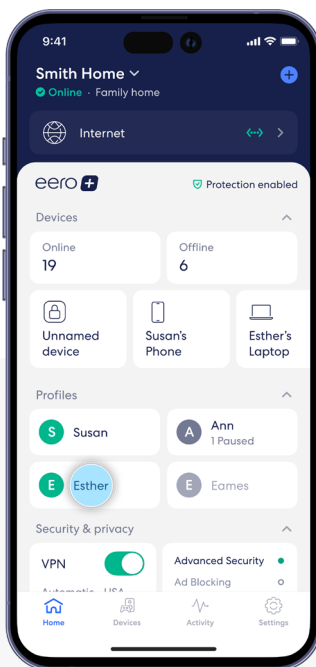 9:41
Smith Home
Online · Family home
Internet
eero+
Protection enabled
Devices
Online
19
Offline
6
Unnamed
device
Susan's
Phone
Esther's
Laptop
Profiles
S Susan
A Ann
1 Paused
E Esther
E Eames
Security & privacy
VPN
Automatic · USA
Advanced Security
Ad Blocking
Home
Devices
Activity
Settings